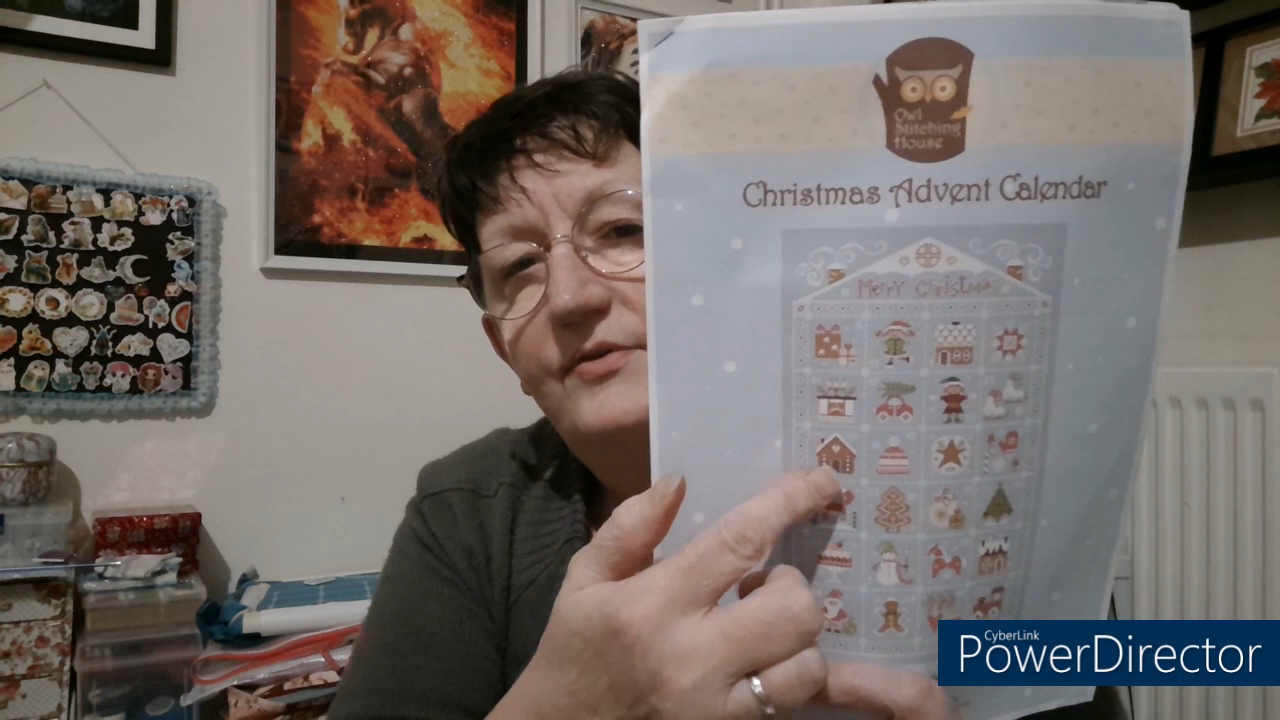 Owl
Stitching
House
Christmas Advent Calendar
Merry Christmas
CyberLink
PowerDirector